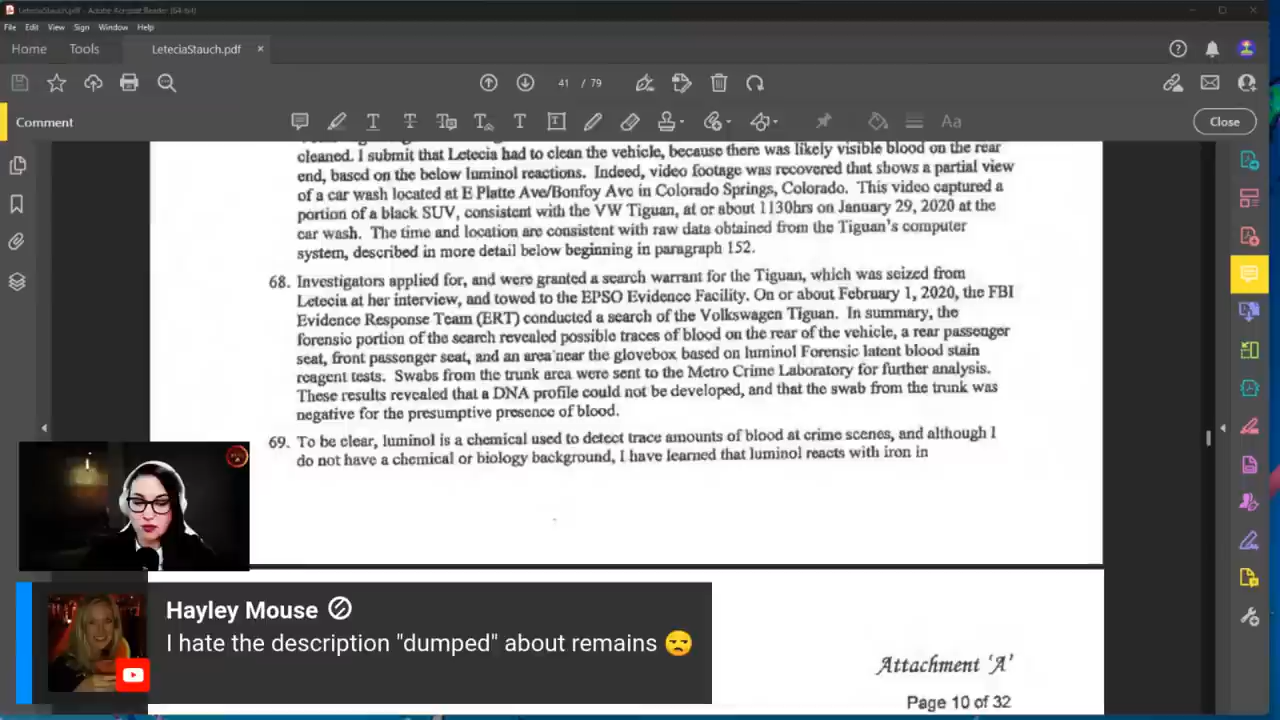 LeteciaStauch.pdf - Adobe Acrobat Reader (64-bit)
File Edit View Sign Window Help
Home Tools LeteciaStauch.pdf ×
41 / 79
Comment
Close
cleaned. I submit that Letecia had to clean the vehicle, because there was likely visible blood on the rear
end, based on the below luminol reactions. Indeed, video footage was recovered that shows a partial view
of a car wash located at E Platte Ave/Bonfoy Ave in Colorado Springs, Colorado. This video captured a
portion of a black SUV, consistent with the VW Tiguan, at or about 1130hrs on January 29, 2020 at the
car wash. The time and location are consistent with raw data obtained from the Tiguan's computer
system, described in more detail below beginning in paragraph 152.
68. Investigators applied for, and were granted a search warrant for the Tiguan, which was seized from
Letecia at her interview, and towed to the EPSO Evidence Facility. On or about February 1, 2020, the FBI
Evidence Response Team (ERT) conducted a search of the Volkswagen Tiguan. In summary, the
forensic portion of the search revealed possible traces of blood on the rear of the vehicle, a rear passenger
seat, front passenger seat, and an area near the glovebox based on luminol Forensic latent blood stain
reagent tests. Swabs from the trunk area were sent to the Metro Crime Laboratory for further analysis.
These results revealed that a DNA profile could not be developed, and that the swab from the trunk was
negative for the presumptive presence of blood.
69. To be clear, luminol is a chemical used to detect trace amounts of blood at crime scenes, and although I
do not have a chemical or biology background, I have learned that luminol reacts with iron in
Hayley Mouse
I hate the description "dumped" about remains 😒
Attachment 'A'
Page 10 of 32